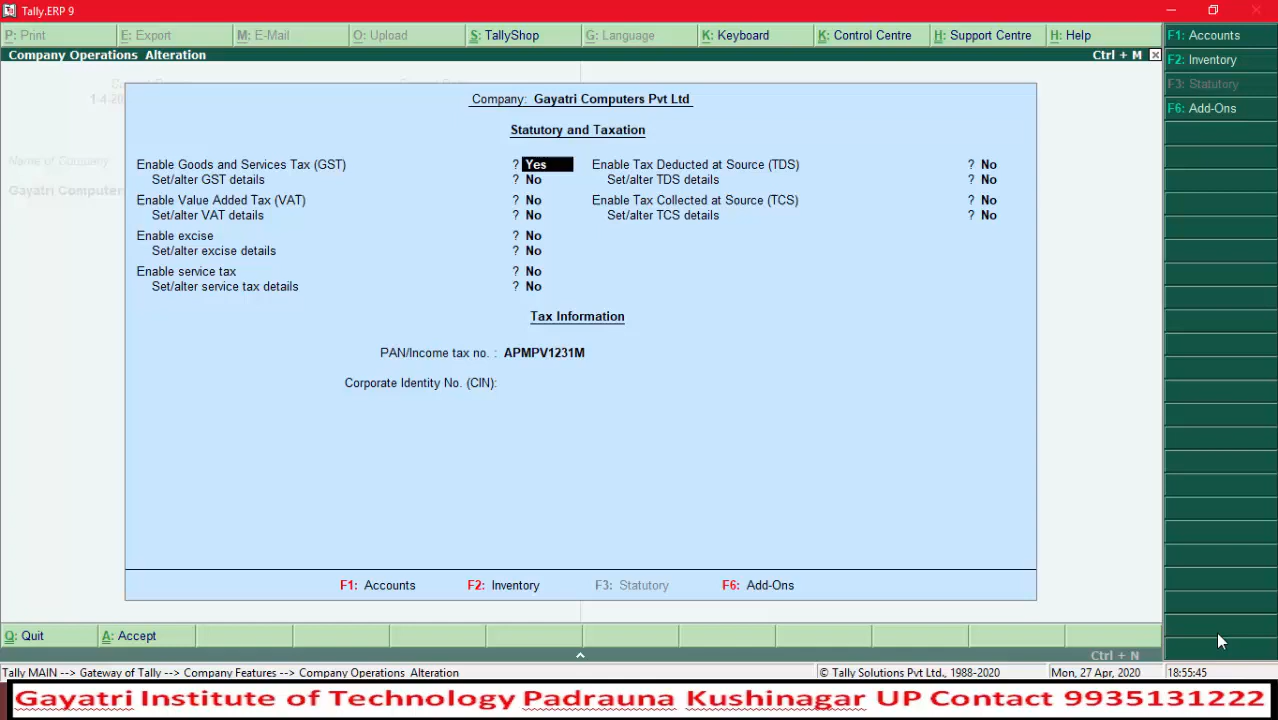 Tally.ERP 9
P: Print E: Export M: E-Mail O: Upload S: TallyShop G: Language K: Keyboard K: Control Centre H: Support Centre H: Help
F1: Accounts
Company Operations Alteration Ctrl + M
F2: Inventory
F3: Statutory
1-4-20
Company: Gayatri Computers Pvt Ltd
F6: Add-Ons
Statutory and Taxation
Name of Company
Gayatri Computers
Enable Goods and Services Tax (GST) ? Yes Enable Tax Deducted at Source (TDS) ? No
Set/alter GST details ? No Set/alter TDS details ? No
Enable Value Added Tax (VAT) ? No Enable Tax Collected at Source (TCS) ? No
Set/alter VAT details ? No Set/alter TCS details ? No
Enable excise ? No
Set/alter excise details ? No
Enable service tax ? No
Set/alter service tax details ? No
Tax Information
PAN/Income tax no. : APMPV1231M
Corporate Identity No. (CIN):
F1: Accounts F2: Inventory F3: Statutory F6: Add-Ons
Q: Quit A: Accept
Ctrl + N
Tally MAIN --> Gateway of Tally --> Company Features --> Company Operations Alteration © Tally Solutions Pvt Ltd., 1988-2020 Mon, 27 Apr, 2020 18:55:45
Gayatri Institute of Technology Padrauna Kushinagar UP Contact 9935131222